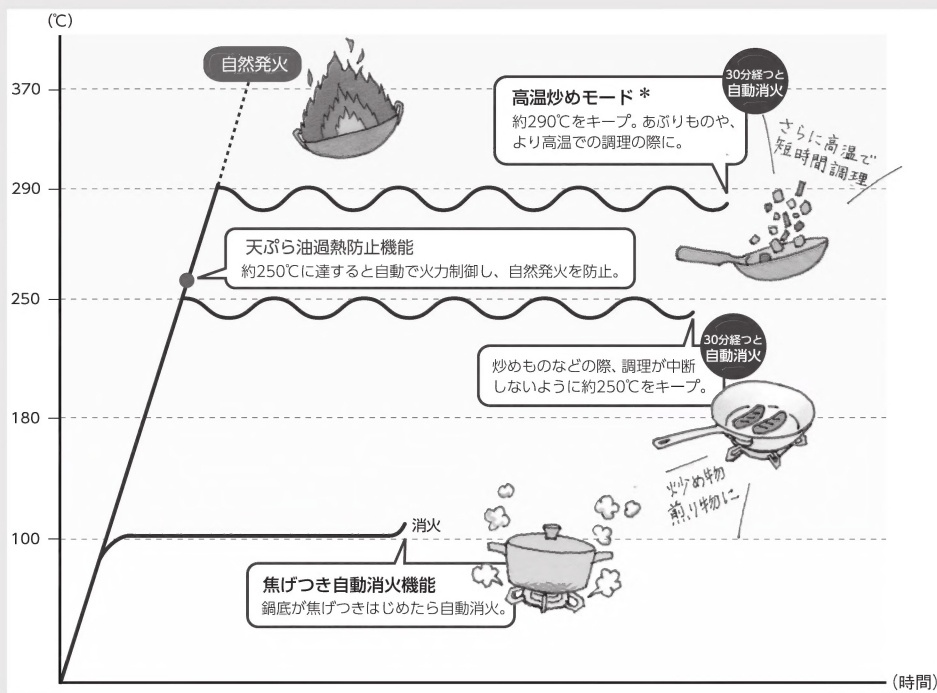 (℃)
自然発火
370
30分経つと
自動消火
高温炒めモード＊
約290℃をキープ。あぶりものや、
より高温での調理の際に。
さらに高温で
短時間調理
290
天ぷら油過熱防止機能
約250℃に達すると自動で火力制御し、自然発火を防止。
250
30分経つと
自動消火
炒めものなどの際、調理が中断
しないように約250℃をキープ。
180
炒め物
煎り物に
100
消火
焦げつき自動消火機能
鍋底が焦げつきはじめたら自動消火。
(時間)